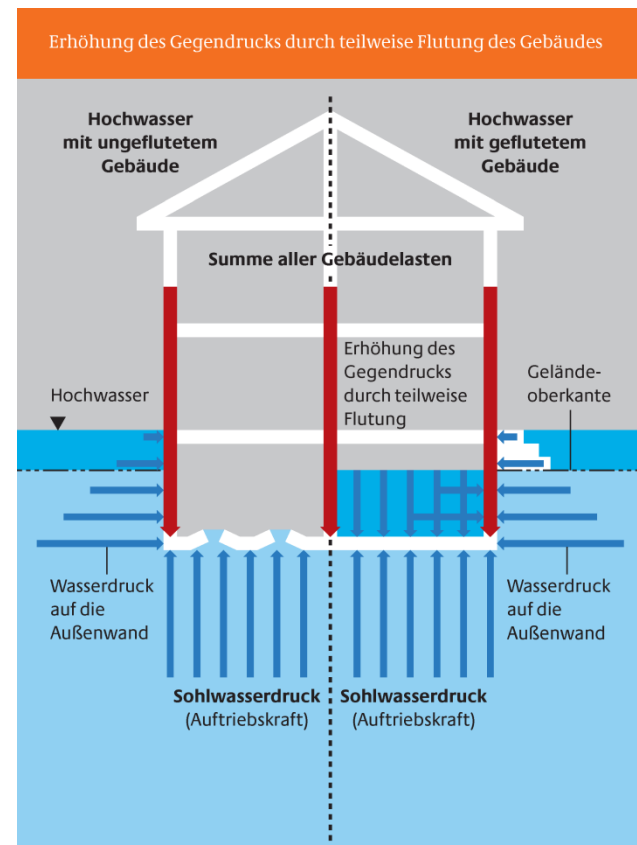 Erhöhung des Gegendrucks durch teilweise Flutung des Gebäudes
Hochwasser
mit ungeflutetem
Gebäude
Hochwasser
mit geflutetem
Gebäude
Summe aller Gebäudelasten
Erhöhung des
Gegendrucks
durch teilweise
Flutung
Hochwasser
Gelände-
oberkante
Wasserdruck
auf die
Außenwand
Wasserdruck
auf die
Außenwand
Sohlwasserdruck
(Auftriebskraft)
Sohlwasserdruck
(Auftriebskraft)